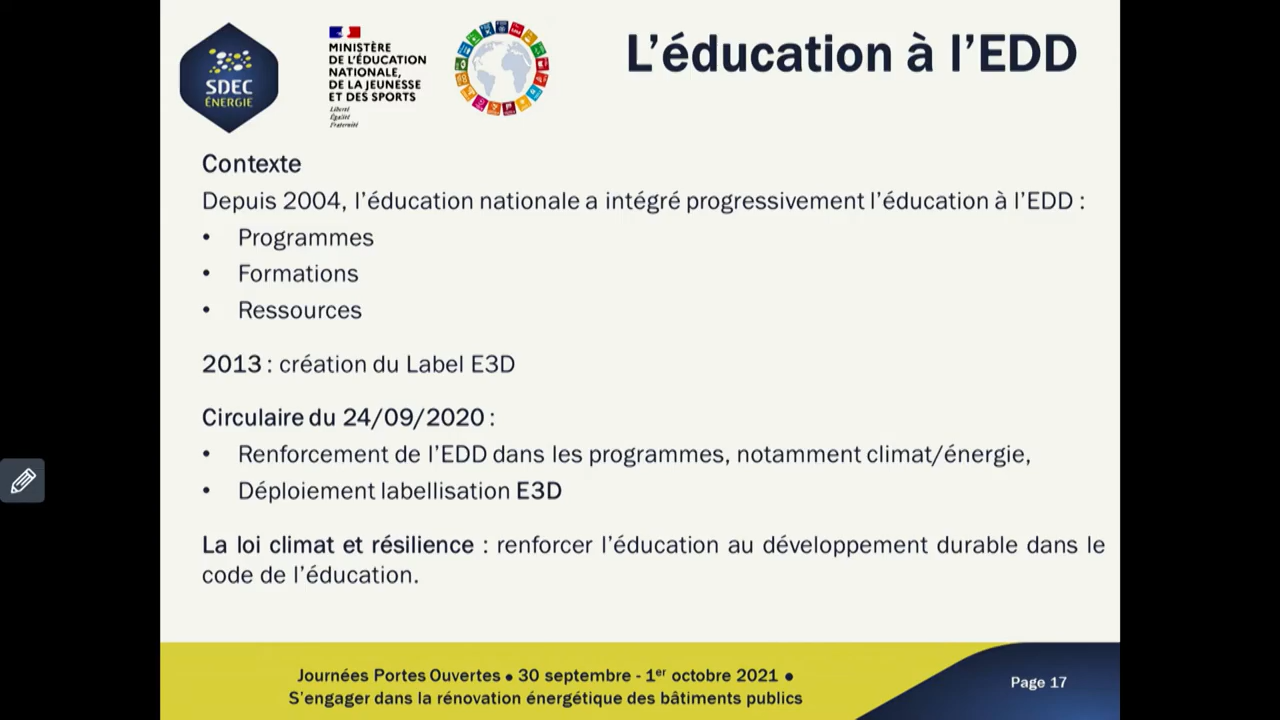 SDEC
ÉNERGIE
MINISTÈRE
DE L'ÉDUCATION
NATIONALE,
DE LA JEUNESSE
ET DES SPORTS
Liberté
Égalité
Fraternité
L'éducation à l'EDD
Contexte
Depuis 2004, l'éducation nationale a intégré progressivement l'éducation à l'EDD :
• Programmes
• Formations
• Ressources
2013 : création du Label E3D
Circulaire du 24/09/2020 :
• Renforcement de l'EDD dans les programmes, notamment climat/énergie,
• Déploiement labellisation E3D
La loi climat et résilience : renforcer l'éducation au développement durable dans le
code de l'éducation.
Journées Portes Ouvertes • 30 septembre - 1er octobre 2021 •
S'engager dans la rénovation énergétique des bâtiments publics
Page 17